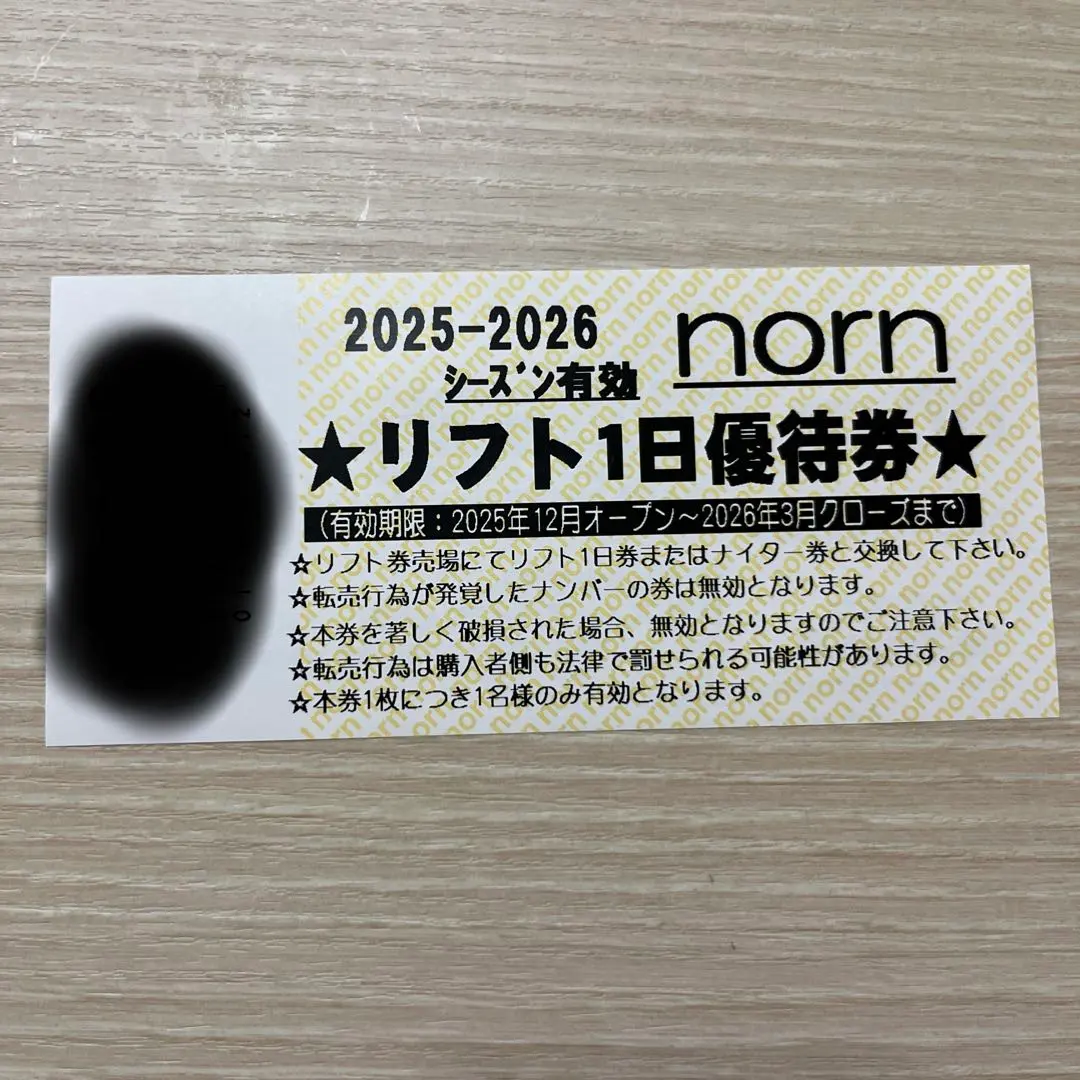 2025-2026
norn
ｼｰｽﾞﾝ有効
★リフト1日優待券★
(有効期限：2025年12月オープン～2026年3月クローズまで)
☆リフト券売場にてリフト1日券またはナイター券と交換して下さい。
☆転売行為が発覚したナンバーの券は無効となります。
☆本券を著しく破損された場合、無効となりますのでご注意下さい。
☆転売行為は購入者側も法律で罰せられる可能性があります。
☆本券1枚につき1名様のみ有効となります。